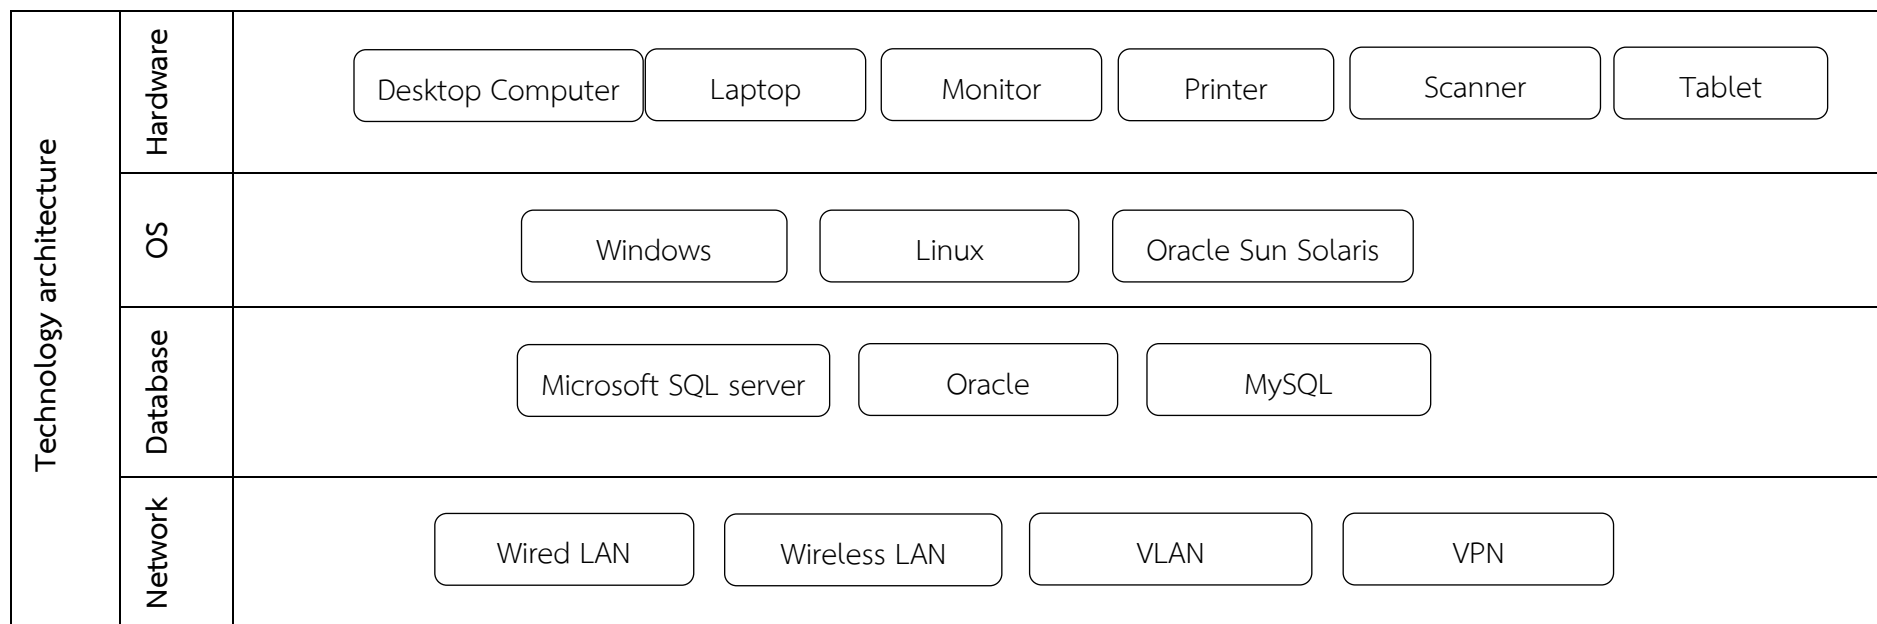 Technology architecture
Hardware
Desktop Computer
Laptop
Monitor
Printer
Scanner
Tablet
OS
Windows
Linux
Oracle Sun Solaris
Database
Microsoft SQL server
Oracle
MySQL
Network
Wired LAN
Wireless LAN
VLAN
VPN